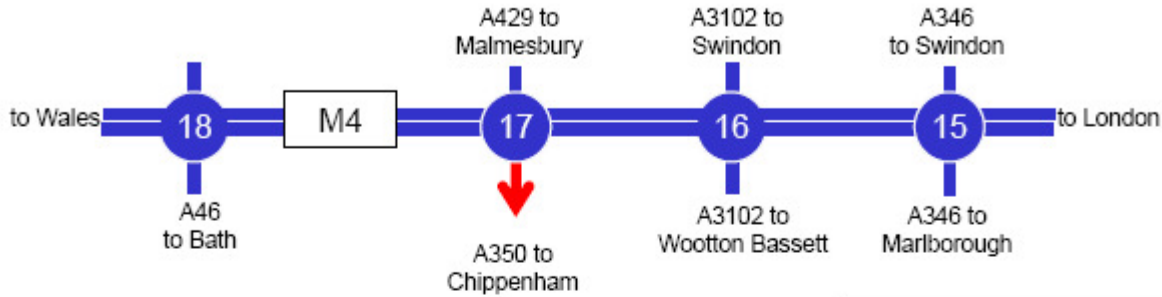 A429 to
Malmesbury
A3102 to
Swindon
A346
to Swindon
to Wales
18
M4
17
16
15
to London
A46
to Bath
A350 to
Chippenham
A3102 to
Wootton Bassett
A346 to
Marlborough